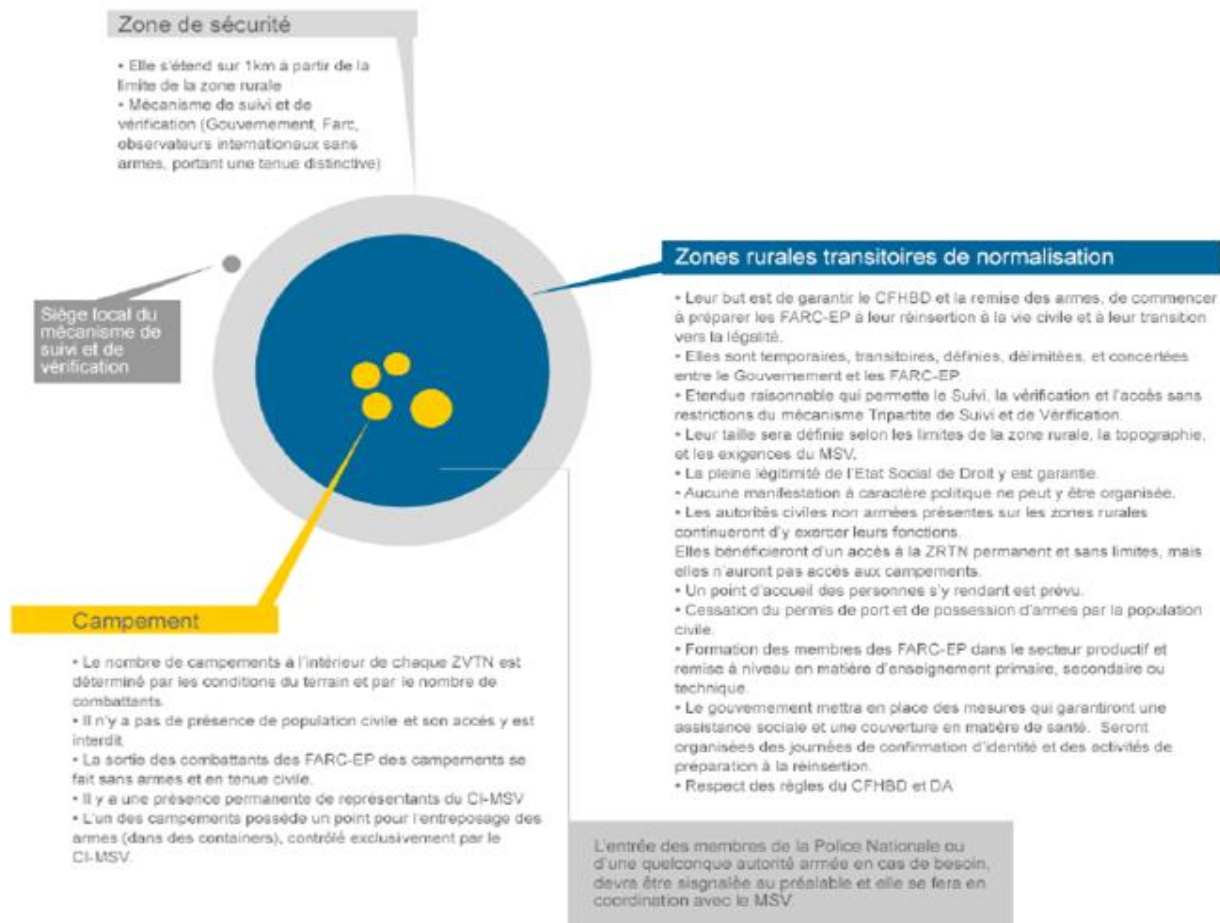 Zone de sécurité
• Elle s'étend sur 1km à partir de la
limite de la zone rurale
• Mécanisme de suivi et de
vérification (Gouvernement, Farc,
observateurs internationaux sans
armes, portant une tenue distinctive)
Siège local du
mécanisme de
suivi et de
vérification
Zones rurales transitoires de normalisation
• Leur but est de garantir le CFHBD et la remise des armes, de commencer
à préparer les FARC-EP à leur réinsertion à la vie civile et à leur transition
vers la légalité.
• Elles sont temporaires, transitoires, définies, délimitées, et concertées
entre le Gouvernement et les FARC-EP.
• Etendue raisonnable qui permette le Suivi, la vérification et l'accès sans
restrictions du mécanisme Tripartite de Suivi et de Vérification.
• Leur taille sera définie selon les limites de la zone rurale, la topographie,
et les exigences du MSV.
• La pleine légitimité de l'Etat Social de Droit y est garantie.
• Aucune manifestation à caractère politique ne peut y être organisée.
• Les autorités civiles non armées présentes sur les zones rurales
continueront d'y exercer leurs fonctions.
Elles bénéficieront d'un accès à la ZRTN permanent et sans limites, mais
elles n'auront pas accès aux campements.
• Un point d'accueil des personnes s'y rendant est prévu.
• Cessation du permis de port et de possession d'armes par la population
civile.
• Formation des membres des FARC-EP dans le secteur productif et
remise à niveau en matière d'enseignement primaire, secondaire ou
technique.
• Le gouvernement mettra en place des mesures qui garantiront une
assistance sociale et une couverture en matière de santé. Seront
organisées des journées de confirmation d'identité et des activités de
préparation à la réinsertion.
• Respect des règles du CFHBD et DA
Campement
• Le nombre de campements à l'intérieur de chaque ZVTN est
déterminé par les conditions du terrain et par le nombre de
combattants.
• Il n'y a pas de présence de population civile et son accès y est
interdit
• La sortie des combattants des FARC-EP des campements se
fait sans armes et en tenue civile.
• Il y a une présence permanente de représentants du CI-MSV
• L'un des campements possède un point pour l'entreposage des
armes (dans des containers), contrôlé exclusivement par le
CI-MSV.
L'entrée des membres de la Police Nationale ou
d'une quelconque autorité armée en cas de besoin,
devra être sisgnalée au préalable et elle se fera en
coordination avec le MSV.